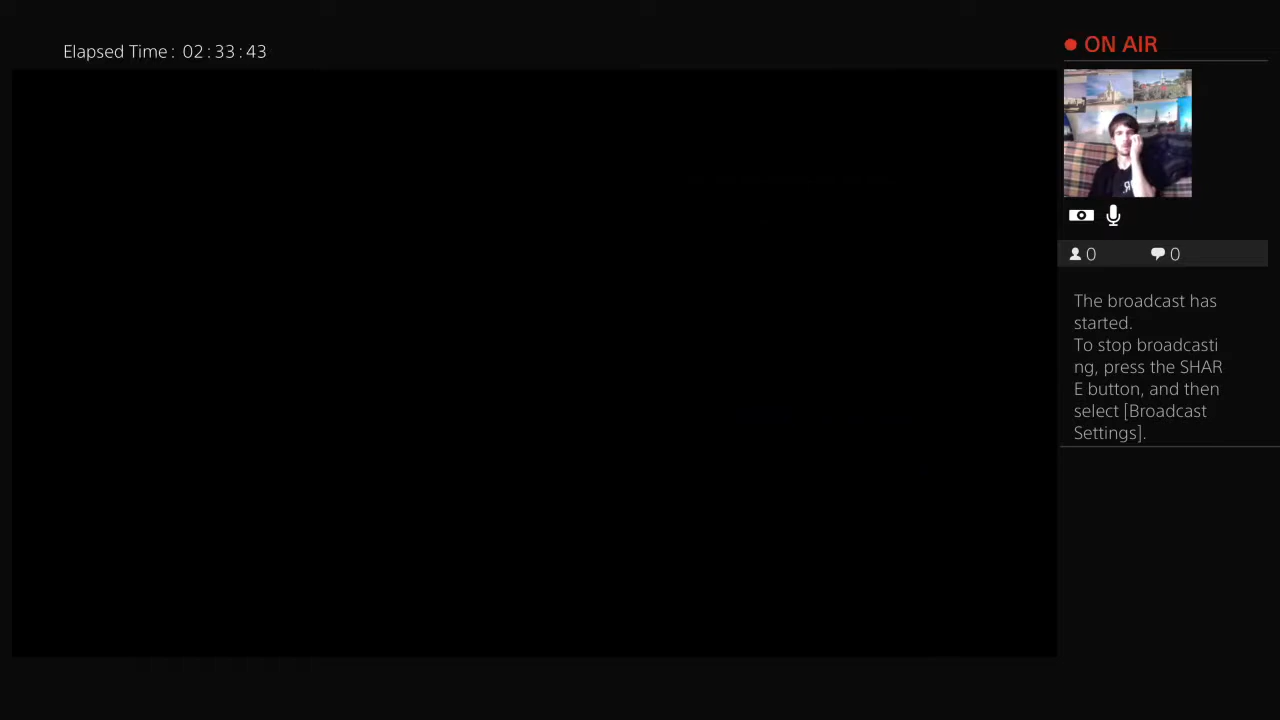 Elapsed Time: 02:33:43
ON AIR
0 0
The broadcast has
started.
To stop broadcasti
ng, press the SHAR
E button, and then
select [Broadcast
Settings].